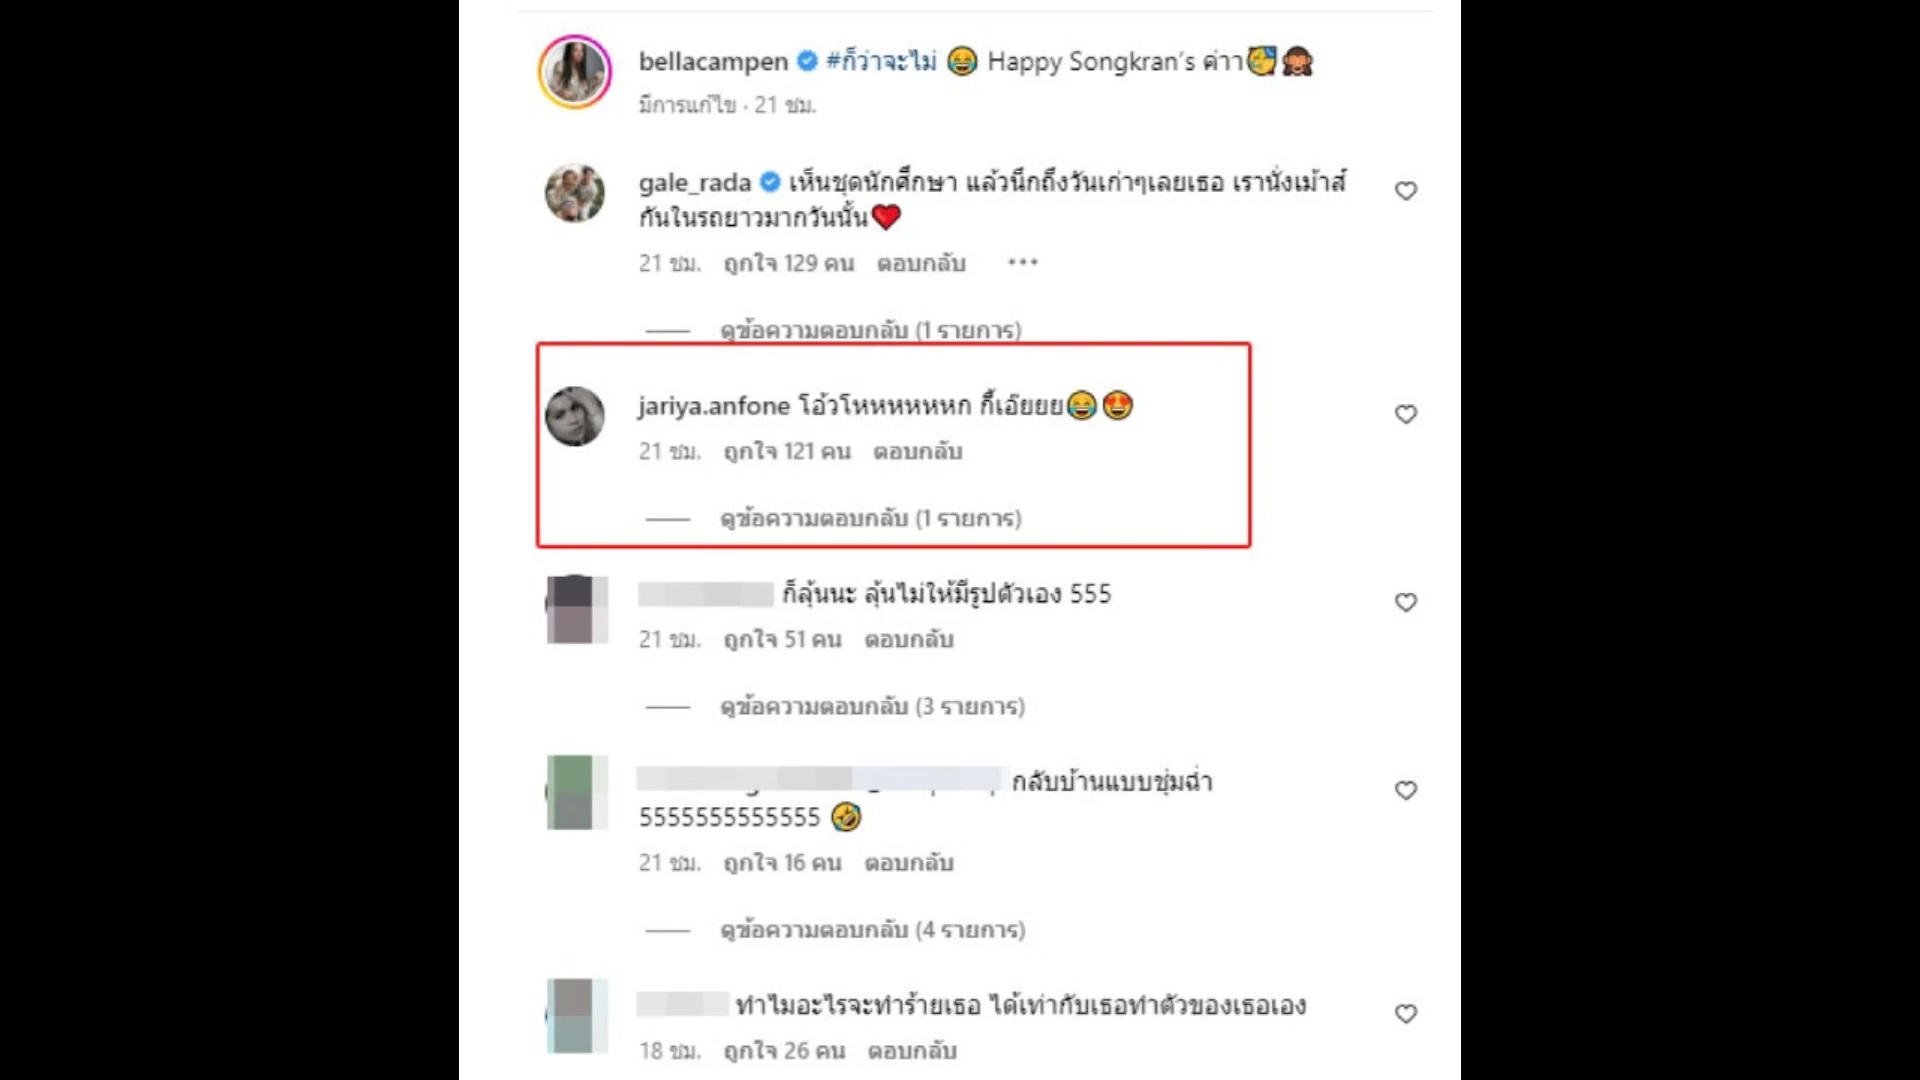 bellacampen #ก็ว่าจะไม่ 😂 Happy Songkran's ค่าา🥳🙈
มีการแก้ไข · 21 ชม.
gale_rada เห็นชุดนักศึกษา แล้วนึกถึงวันเก่าๆเลยเธอ เรานั่งเม้าส์
กันในรถยาวมากวันนั้น❤️
21 ชม. ถูกใจ 129 คน ตอบกลับ •••
ดูข้อความตอบกลับ (1 รายการ)
jariya.anfone โอ้วโหหหหหหก กี้เอ๊ยยย😂😍
21 ชม. ถูกใจ 121 คน ตอบกลับ
ดูข้อความตอบกลับ (1 รายการ)
ก็ลุ้นนะ ลุ้นไม่ให้มีรูปตัวเอง 555
21 ชม. ถูกใจ 51 คน ตอบกลับ
ดูข้อความตอบกลับ (3 รายการ)
กลับบ้านแบบชุ่มฉ่ำ
5555555555555 🤣
21 ชม. ถูกใจ 16 คน ตอบกลับ
ดูข้อความตอบกลับ (4 รายการ)
ทำไมอะไรจะทำร้ายเธอ ได้เท่ากับเธอทำตัวของเธอเอง
18 ชม. ถูกใจ 26 คน ตอบกลับ